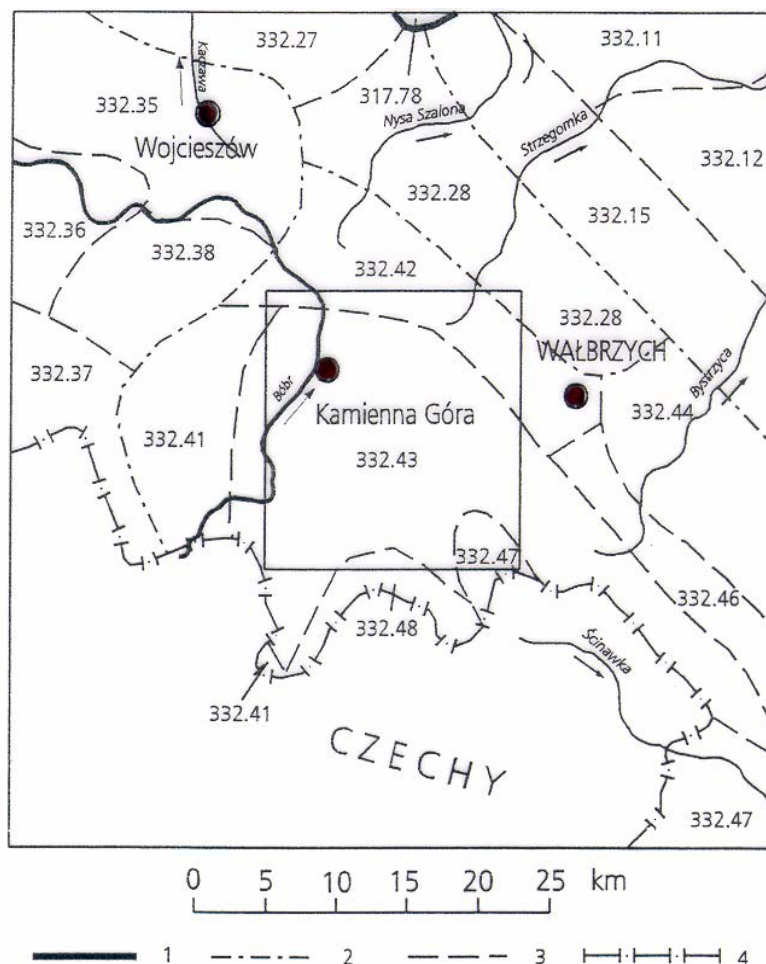 332.27
332.11
Kaczawa
332.35
317.78
Nysa Szalona
Strzegomka
Wojcieszów
332.12
332.28
332.15
332.36
332.38
332.42
332.28
WAŁBRZYCH
332.37
Bystrzyca
Bóbr
332.44
Kamienna Góra
332.41
332.43
332.47
332.46
332.48
Ścinawka
332.41
CZECHY
332.47
0 5 10 15 20 25 km
1 2 3 4